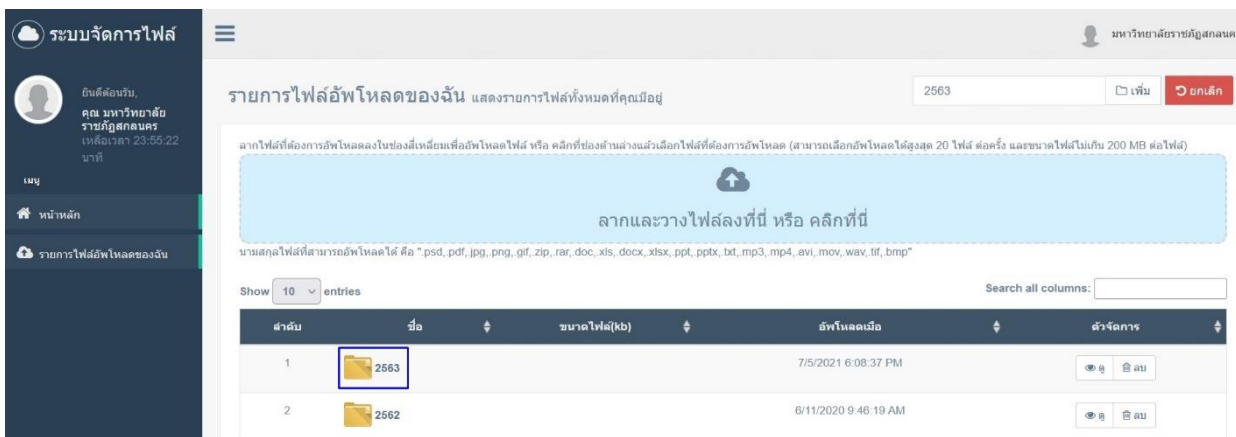 ระบบจัดการไฟล์
มหาวิทยาลัยราชภัฏสกลนค
ยินดีต้อนรับ,
คุณ มหาวิทยาลัย
ราชภัฏสกลนคร
เหลือเวลา 23:55:22
นาที
เมนู
หน้าหลัก
รายการไฟล์อัพโหลดของฉัน
รายการไฟล์อัพโหลดของฉัน แสดงรายการไฟล์ทั้งหมดที่คุณมีอยู่
2563 เพิ่ม ยกเลิก
ลากไฟล์ที่ต้องการอัพโหลดลงในช่องสี่เหลี่ยมเพื่ออัพโหลดไฟล์ หรือ คลิกที่ช่องด้านล่างแล้วเลือกไฟล์ที่ต้องการอัพโหลด (สามารถเลือกอัพโหลดได้สูงสุด 20 ไฟล์ ต่อครั้ง และขนาดไฟล์ไม่เกิน 200 MB ต่อไฟล์)
ลากและวางไฟล์ลงที่นี่ หรือ คลิกที่นี่
นามสกุลไฟล์ที่สามารถอัพโหลดได้ คือ ".psd,.pdf,.jpg,.png,.gif,.zip,.rar,.doc,.xls,.docx,.xlsx,.ppt,.pptx,.txt,.mp3,.mp4,.avi,.mov,.wav,.tif,.bmp"
Show 10 entries
Search all columns:
ลำดับ ชื่อ ขนาดไฟล์(kb) อัพโหลดเมื่อ ตัวจัดการ
1 2563 7/5/2021 6:08:37 PM ดู ลบ
2 2562 6/11/2020 9:46:19 AM ดู ลบ